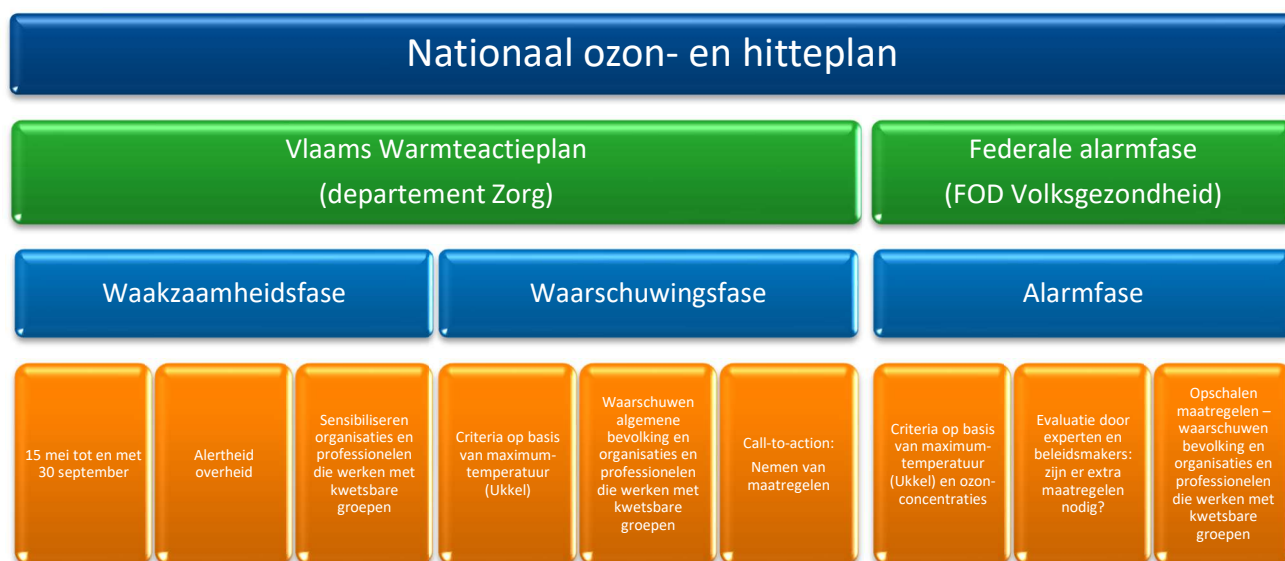 Nationaal ozon- en hitteplan
Vlaams Warmteactieplan
(departement Zorg)
Federale alarmfase
(FOD Volksgezondheid)
Waakzaamheidsfase
Waarschuwingsfase
Alarmfase
15 mei tot en met
30 september
Alertheid
overheid
Sensibiliseren
organisaties en
professionelen
die werken met
kwetsbare
groepen
Criteria op basis
van maximum-
temperatuur
(Ukkel)
Waarschuwen
algemene
bevolking en
organisaties en
professionelen
die werken met
kwetsbare
groepen
Call-to-action:
Nemen van
maatregelen
Criteria op basis
van maximum-
temperatuur
(Ukkel) en ozon-
concentraties
Evaluatie door
experten en
beleidsmakers:
zijn er extra
maatregelen
nodig?
Opschalen
maatregelen –
waarschuwen
bevolking en
organisaties en
professionelen
die werken met
kwetsbare
groepen